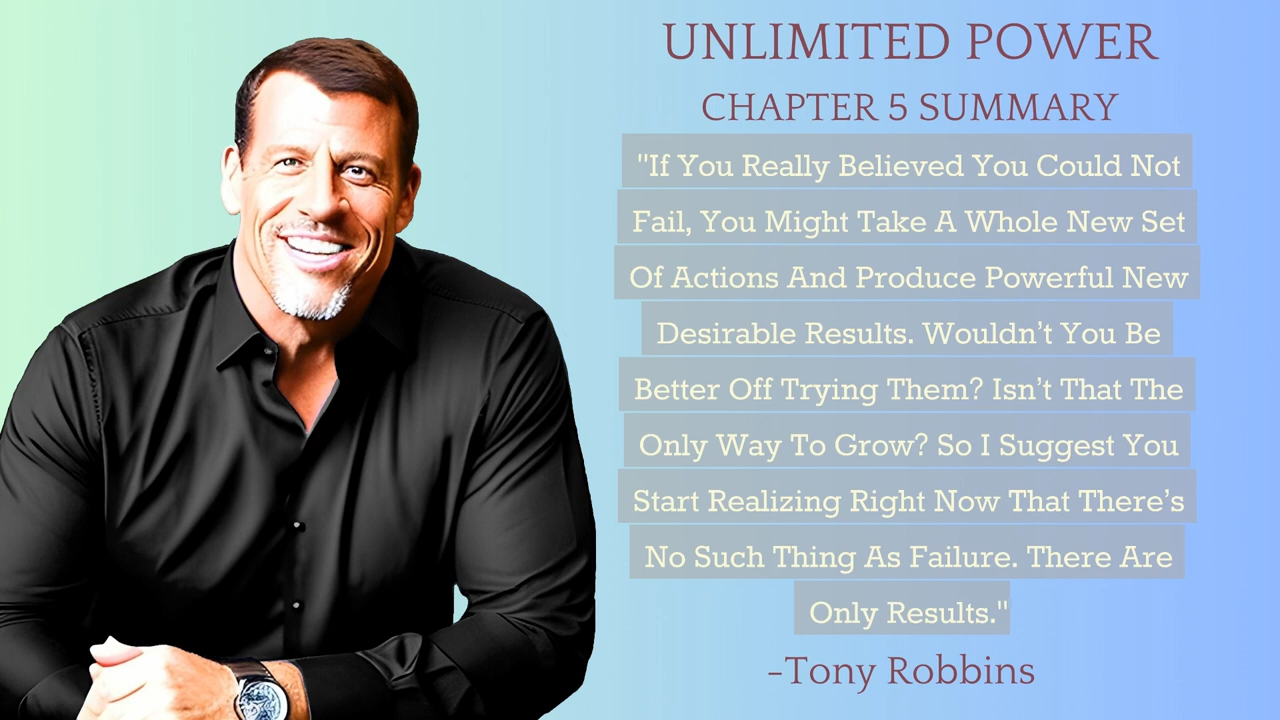 UNLIMITED POWER
CHAPTER 5 SUMMARY
"If You Really Believed You Could Not
Fail, You Might Take A Whole New Set
Of Actions And Produce Powerful New
Desirable Results. Wouldn’t You Be
Better Off Trying Them? Isn’t That The
Only Way To Grow? So I Suggest You
Start Realizing Right Now That There’s
No Such Thing As Failure. There Are
Only Results."
-Tony Robbins